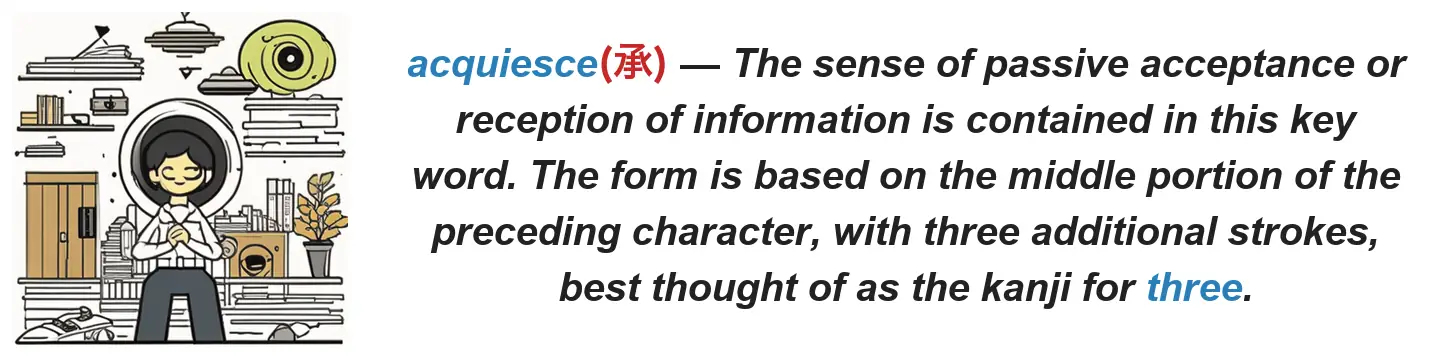 acquiesce(承) — The sense of passive acceptance or
reception of information is contained in this key
word. The form is based on the middle portion of the
preceding character, with three additional strokes,
best thought of as the kanji for three.